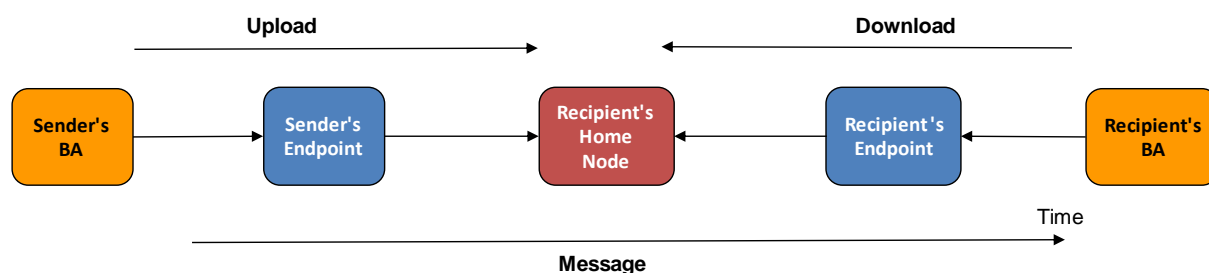 Upload
Download
Sender's
BA
Sender's
Endpoint
Recipient's
Home
Node
Recipient's
Endpoint
Recipient's
BA
Time
Message